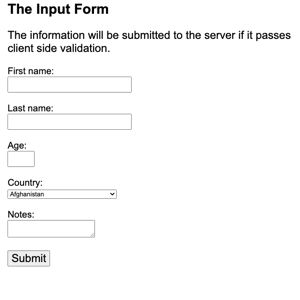 The Input Form
The information will be submitted to the server if it passes
client side validation.
First name:
Last name:
Age:
Country:
Afghanistan
Notes:
Submit